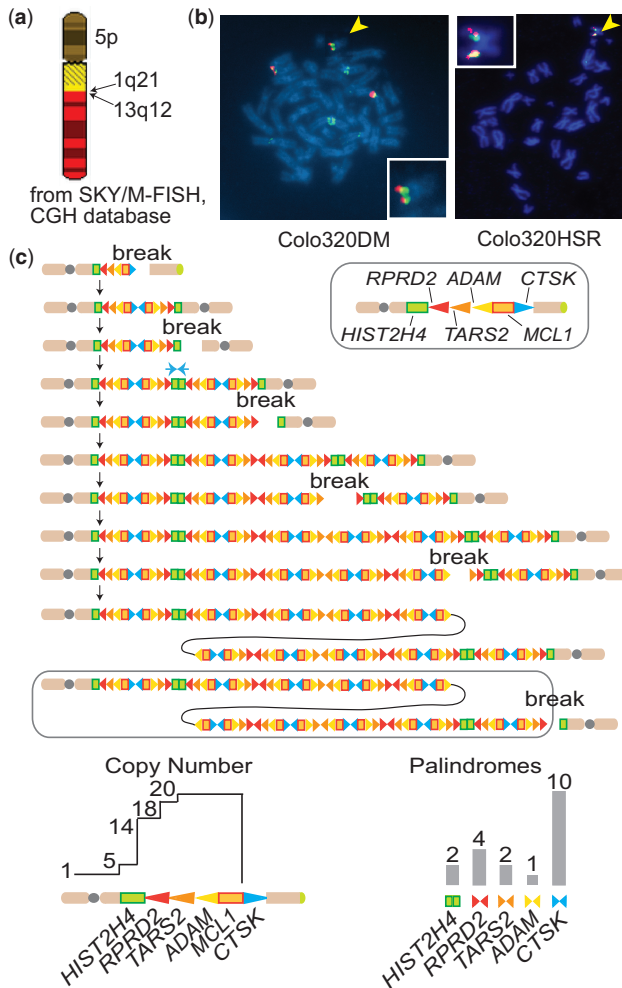 (a)
5p
1q21
13q12
from SKY/M-FISH,
CGH database
(b)
Colo320DM
Colo320HSR
(c)
break
RPRD2 ADAM CTSK
HIST2H4 TARS2 MCL1
break
break
break
break
break
Copy Number
1
5
14
18
20
HIST2H4
RPRD2
TARS2
ADAM
MCL1
CTSK
Palindromes
2
4
2
1
10
HIST2H4
RPRD2
TARS2
ADAM
CTSK